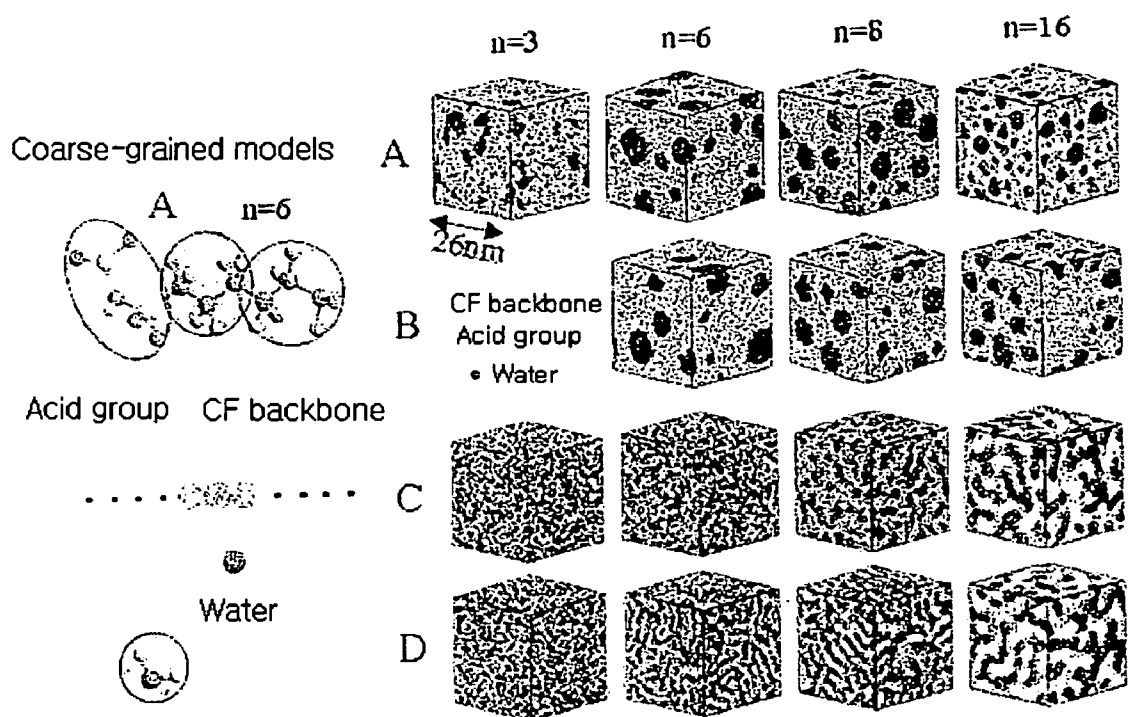 n=3 n=6 n=8 n=16
Coarse-grained models
A
A n=6
26nm
B
CF backbone
Acid group
Water
Acid group CF backbone
C
Water
D